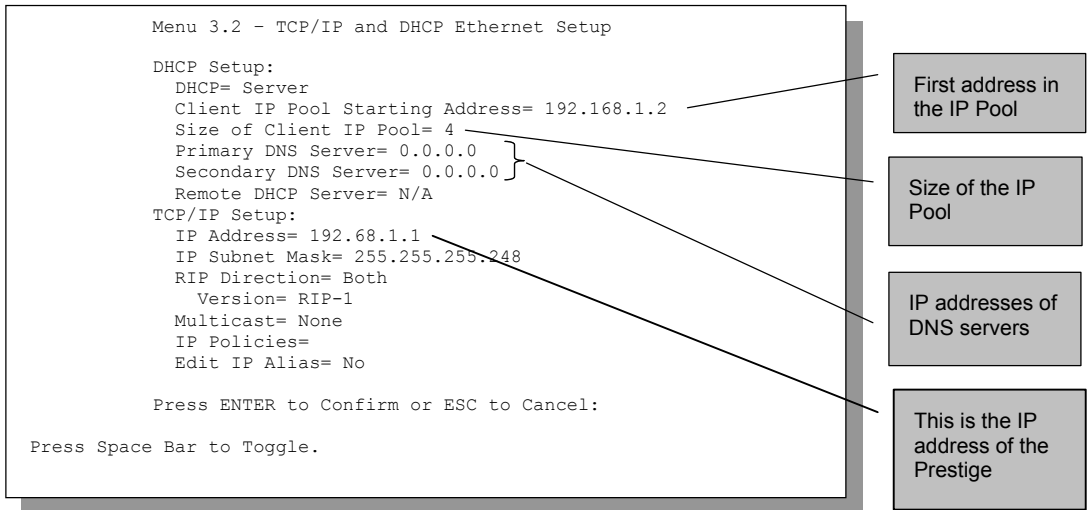 Menu 3.2 – TCP/IP and DHCP Ethernet Setup
DHCP Setup:
DHCP= Server
Client IP Pool Starting Address= 192.168.1.2
Size of Client IP Pool= 4
Primary DNS Server= 0.0.0.0
Secondary DNS Server= 0.0.0.0
Remote DHCP Server= N/A
TCP/IP Setup:
IP Address= 192.68.1.1
IP Subnet Mask= 255.255.255.248
RIP Direction= Both
Version= RIP-1
Multicast= None
IP Policies=
Edit IP Alias= No
Press ENTER to Confirm or ESC to Cancel:
Press Space Bar to Toggle.
First address in
the IP Pool
Size of the IP
Pool
IP addresses of
DNS servers
This is the IP
address of the
Prestige